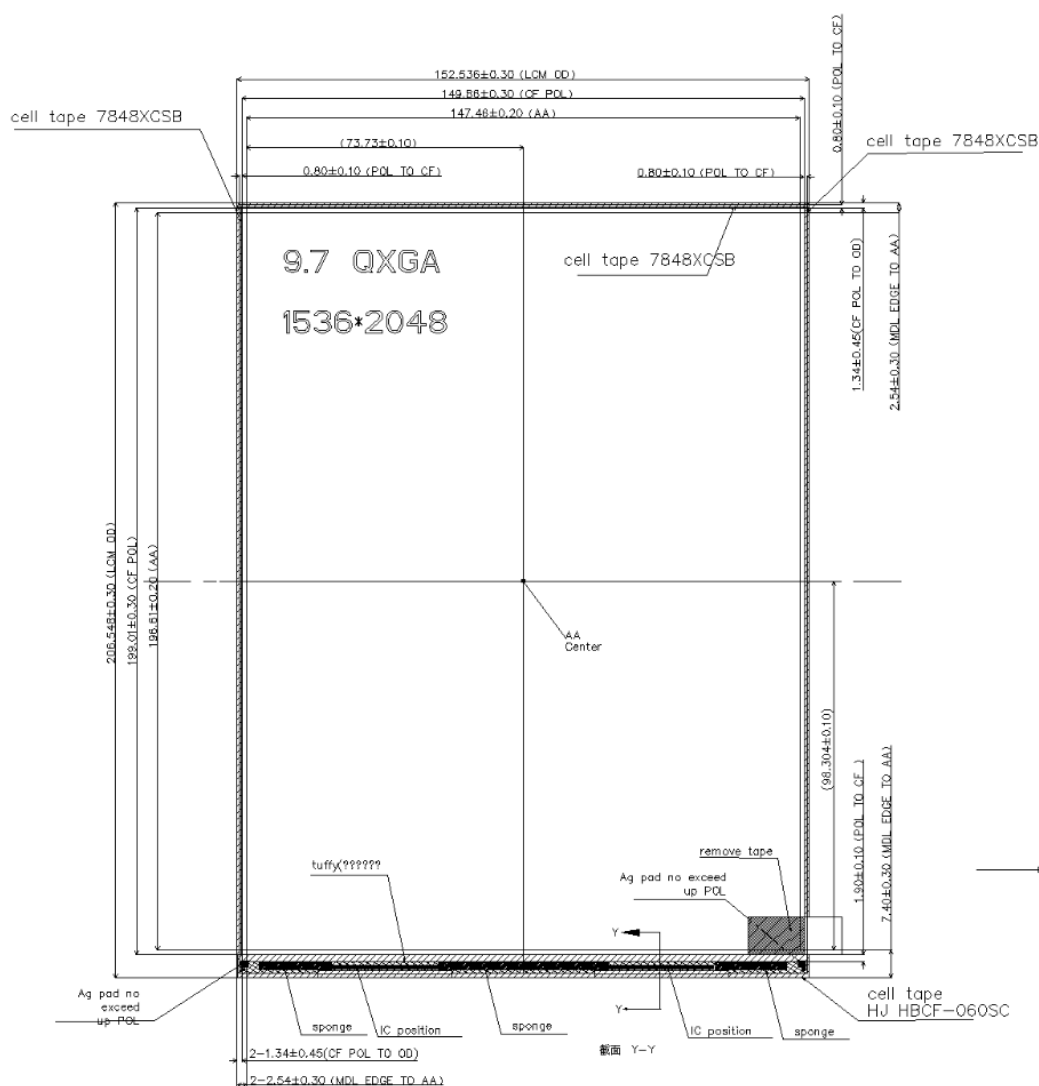 152.536±0.30 (LCM OD)
149.86±0.30 (CF POL)
147.46±0.20 (AA)
(73.73±0.10)
0.80±0.10 (POL TO CF)
0.80±0.10 (POL TO CF)
0.80±0.10 (POL TO CF)
cell tape 7848XCSB
cell tape 7848XCSB
cell tape 7848XCSB
9.7 QXGA
1536*2048
1.34±0.45(CF POL TO OD)
2.54±0.30 (MDL EDGE TO AA)
206.548±0.30 (LCM OD)
199.01±0.30 (CF POL)
196.61±0.20 (AA)
AA
Center
(98.304±0.10)
1.90±0.10 (POL TO CF)
7.40±0.30 (MDL EDGE TO AA)
remove tape
tuffy(??????
Ag pad no exceed
up POL
Y
Y
Ag pad no
exceed
up POL
sponge
IC position
sponge
IC position
sponge
cell tape
HJ HBCF-060SC
截面 Y-Y
2-1.34±0.45(CF POL TO OD)
2-2.54±0.30 (MDL EDGE TO AA)